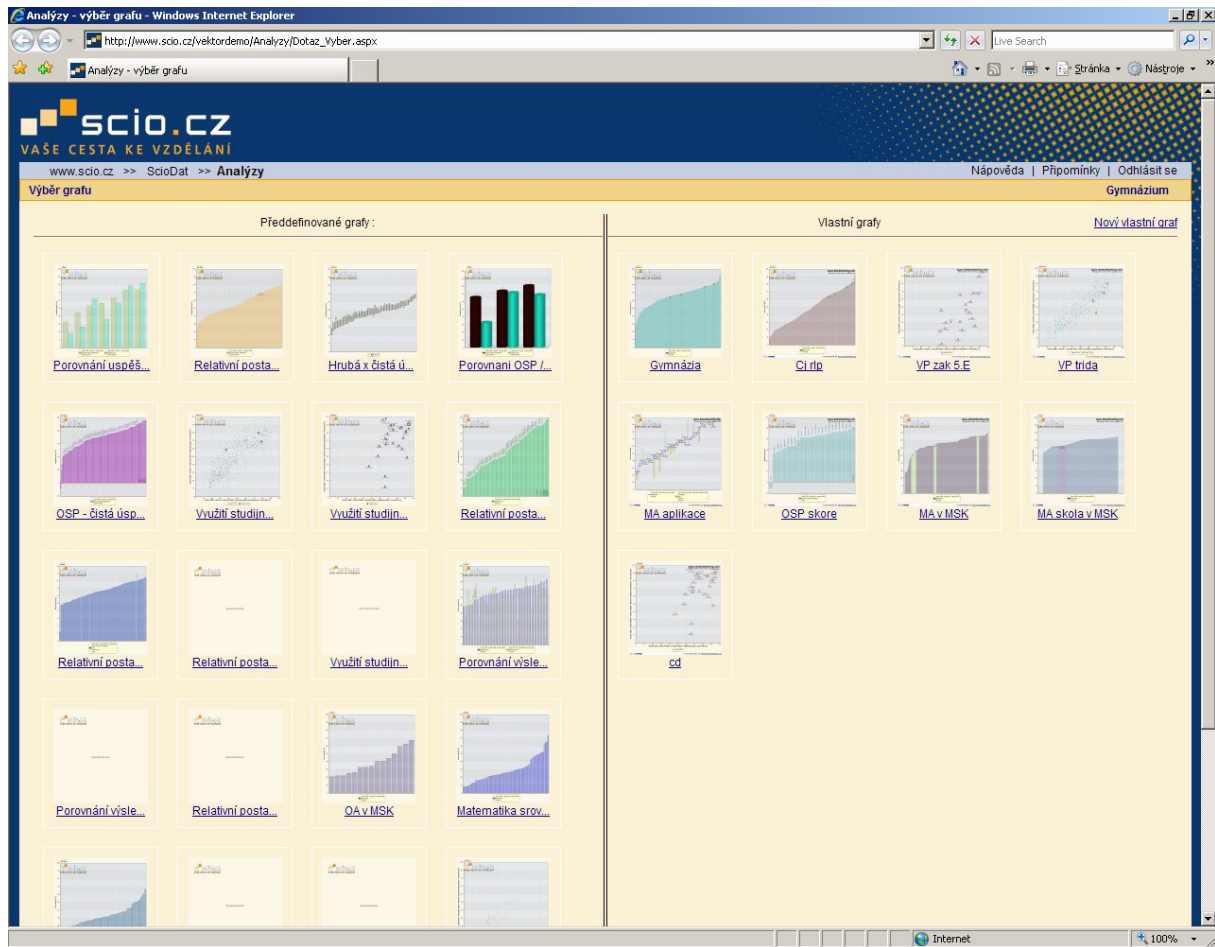 Analýzy - výběr grafu - Windows Internet Explorer
http://www.scio.cz/vektordemo/Analyzy/Dotaz_Vyber.aspx
Live Search
Analýzy - výběr grafu
Stránka
Nástroje
scio.cz
VAŠE CESTA KE VZDĚLÁNÍ
www.scio.cz >> ScioDat >> Analýzy
Nápověda | Připomínky | Odhlásit se
Výběr grafu
Gymnázium
Předdefinované grafy :
Vlastní grafy
Nový vlastní graf
Porovnání uspěš...
Relativní posta...
Hrubá x čistá ú...
Porovnani OSP /...
Gymnázia
Cj rlp
VP zak 5.E
VP trida
OSP - čistá úsp...
Využití studijn...
Využití studijn...
Relativní posta...
MA aplikace
OSP skore
MA v MSK
MA skola v MSK
Relativní posta...
Relativní posta...
Využití studijn...
Porovnání výsle...
cd
Porovnání výsle...
Relativní posta...
OA v MSK
Matematika srov...
Internet
100%